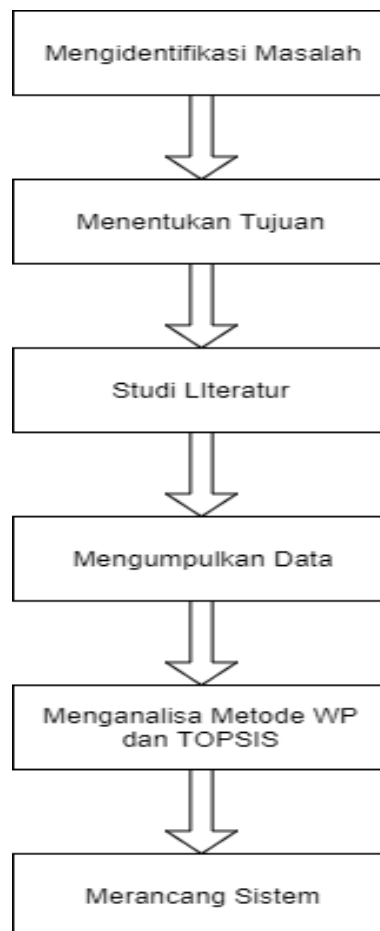 Mengidentifikasi Masalah
Menentukan Tujuan
Studi LIteratur
Mengumpulkan Data
Menganalisa Metode WP
dan TOPSIS
Merancang Sistem